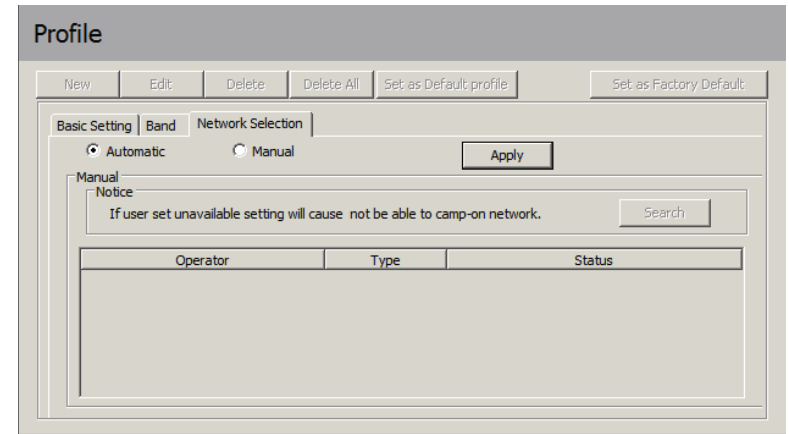 Profile
New Edit Delete Delete All Set as Default profile Set as Factory Default
Basic Setting Band Network Selection
Automatic Manual Apply
Manual
Notice
If user set unavailable setting will cause not be able to camp-on network. Search
Operator Type Status